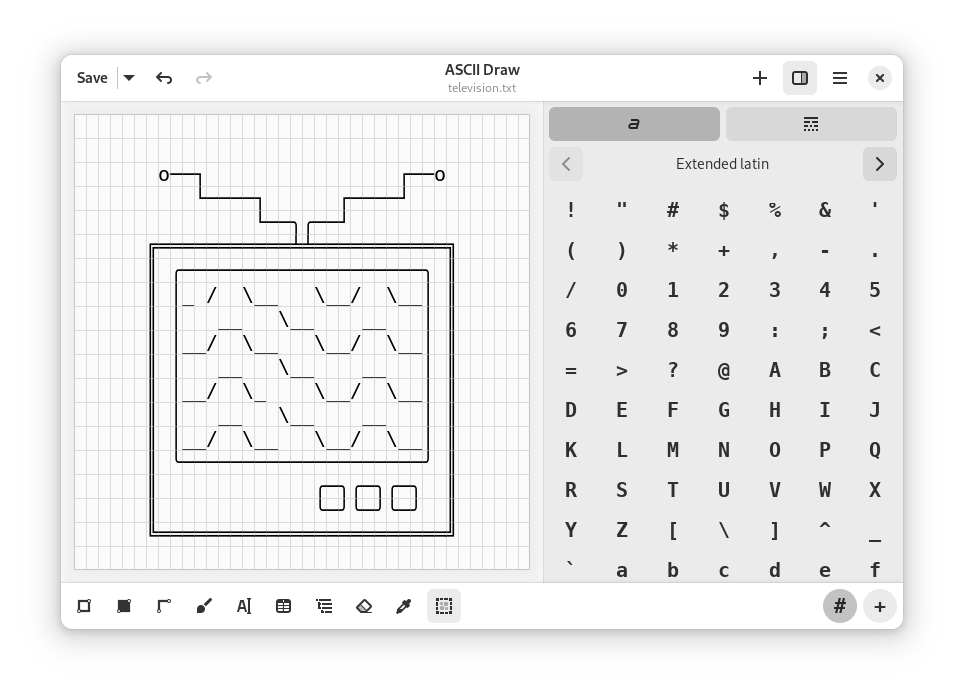 Save
ASCII Draw
television.txt
a
Extended latin
! " # $ % & '
( ) * + , - .
/ 0 1 2 3 4 5
6 7 8 9 : ; <
= > ? @ A B C
D E F G H I J
K L M N O P Q
R S T U V W X
Y Z [ \ ] ^ _
` a b c d e f
o o
_ /  \__   \__/  \__
   __   \__    __
__/  \__   \__/  \__
   __   \__    __
__/  \_    \__/  \__
   __   \__    __
__/  \__   \__/  \__
AI
# +